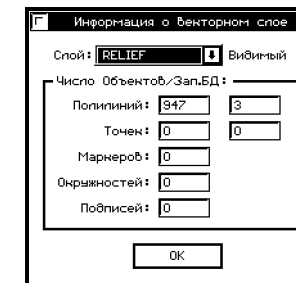 Информация о векторном слое
Слой: RELIEF Видимый
Число Объектов/Зап.БД:
Полилиний: 947 3
Точек: 0 0
Маркеров: 0
Окружностей: 0
Подписей: 0
OK